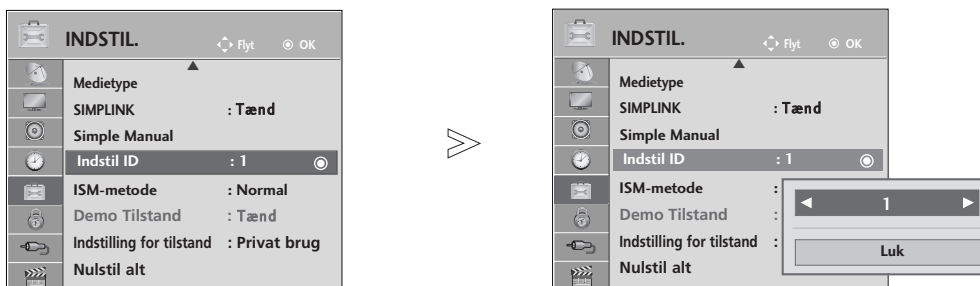 INDSTIL.
Flyt OK
Medietype
SIMPLINK : Tænd
Simple Manual
Indstil ID : 1
ISM-metode : Normal
Demo Tilstand : Tænd
Indstilling for tilstand : Privat brug
Nulstil alt
INDSTIL.
Flyt OK
Medietype
SIMPLINK : Tænd
Simple Manual
Indstil ID : 1
ISM-metode :
Demo Tilstand :
Indstilling for tilstand :
Nulstil alt
1
Luk